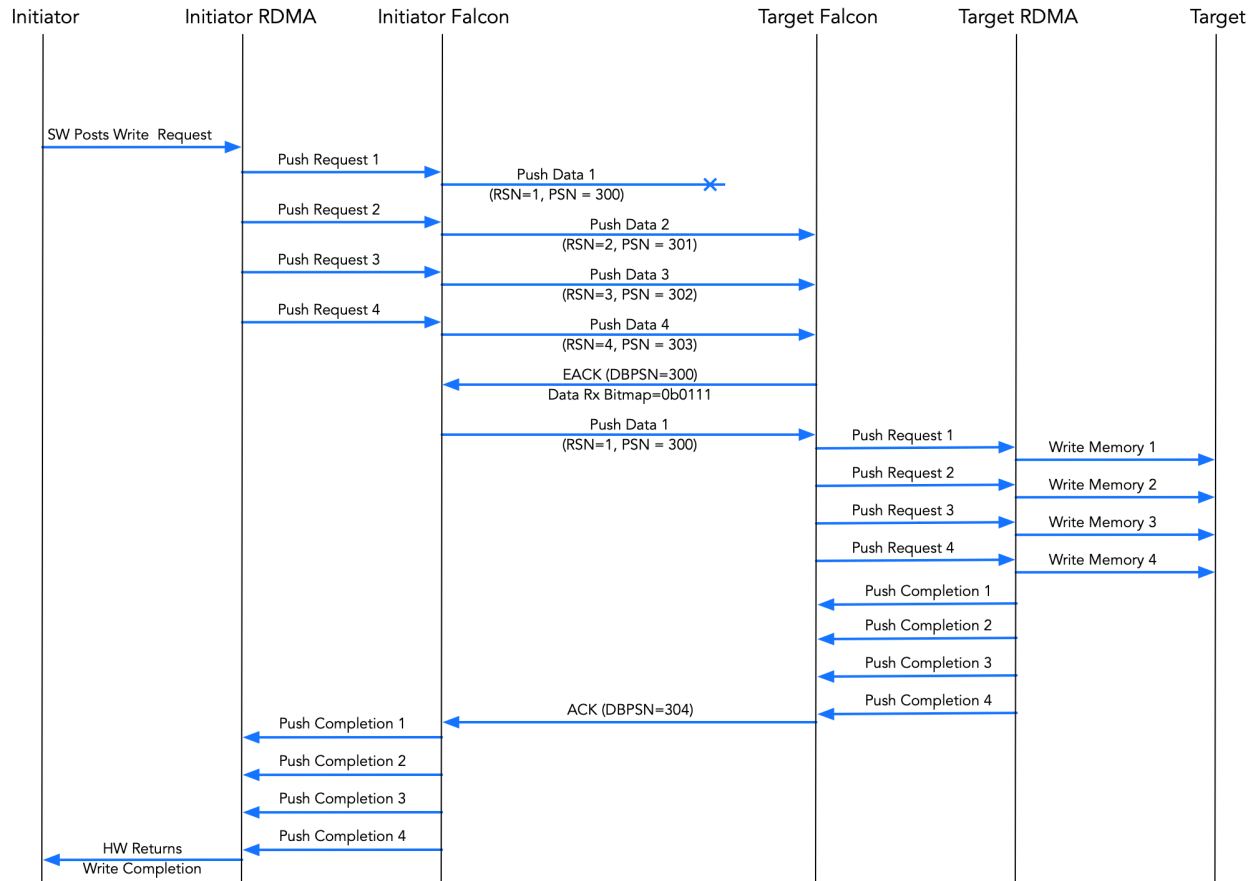 Initiator
Initiator RDMA
Initiator Falcon
Target Falcon
Target RDMA
Target
SW Posts Write Request
Push Request 1
Push Data 1
(RSN=1, PSN = 300)
Push Request 2
Push Data 2
(RSN=2, PSN = 301)
Push Request 3
Push Data 3
(RSN=3, PSN = 302)
Push Request 4
Push Data 4
(RSN=4, PSN = 303)
EACK (DBPSN=300)
Data Rx Bitmap=0b0111
Push Data 1
(RSN=1, PSN = 300)
Push Request 1
Write Memory 1
Push Request 2
Write Memory 2
Push Request 3
Write Memory 3
Push Request 4
Write Memory 4
Push Completion 1
Push Completion 2
Push Completion 3
Push Completion 4
ACK (DBPSN=304)
Push Completion 1
Push Completion 2
Push Completion 3
Push Completion 4
HW Returns
Write Completion